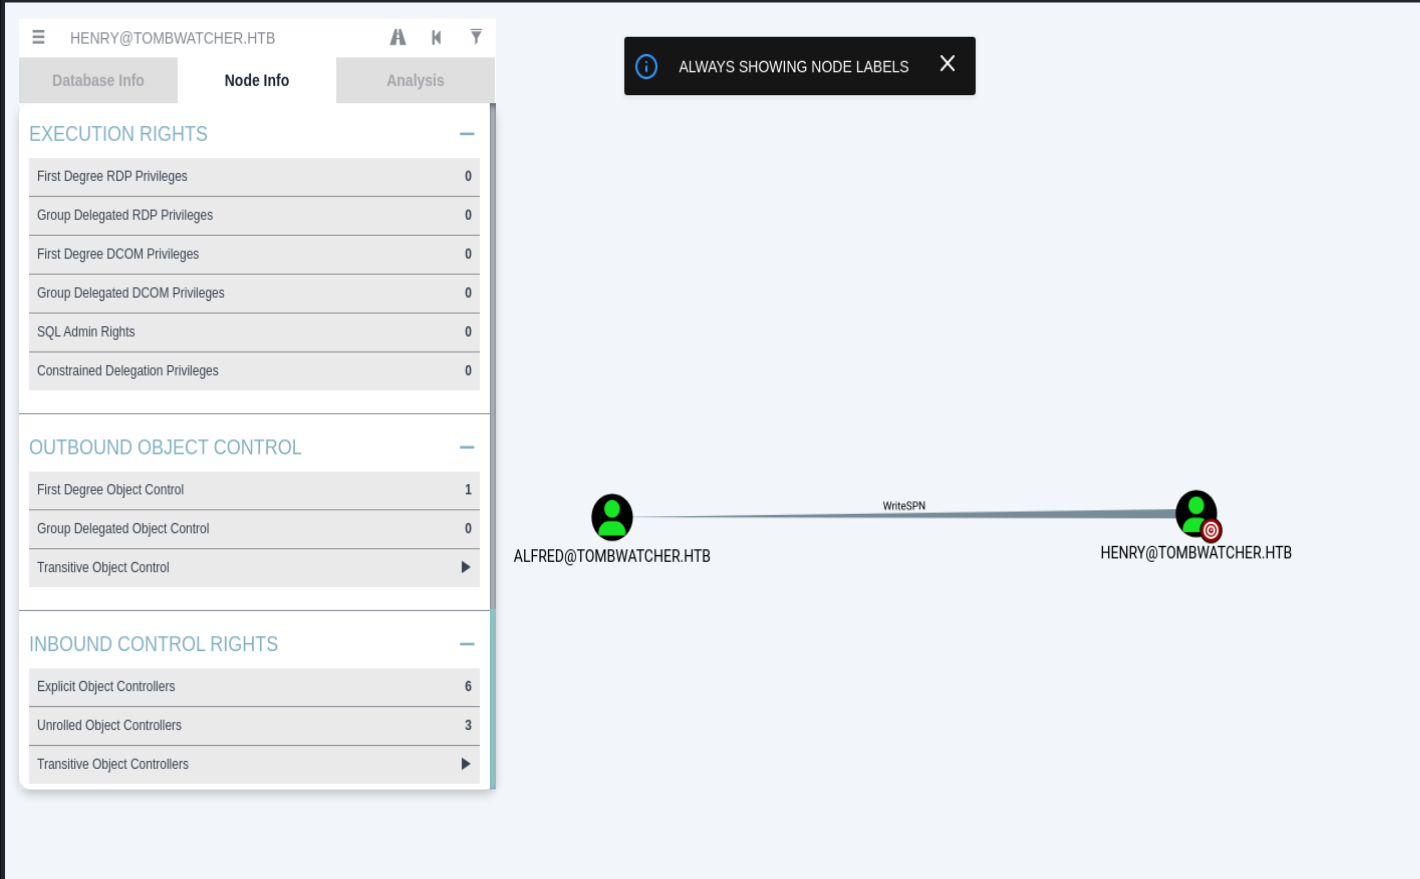 HENRY@TOMBWATCHER.HTB
Database Info
Node Info
Analysis
EXECUTION RIGHTS
First Degree RDP Privileges 0
Group Delegated RDP Privileges 0
First Degree DCOM Privileges 0
Group Delegated DCOM Privileges 0
SQL Admin Rights 0
Constrained Delegation Privileges 0
OUTBOUND OBJECT CONTROL
First Degree Object Control 1
Group Delegated Object Control 0
Transitive Object Control
INBOUND CONTROL RIGHTS
Explicit Object Controllers 6
Unrolled Object Controllers 3
Transitive Object Controllers
ALWAYS SHOWING NODE LABELS
WriteSPN
ALFRED@TOMBWATCHER.HTB
HENRY@TOMBWATCHER.HTB